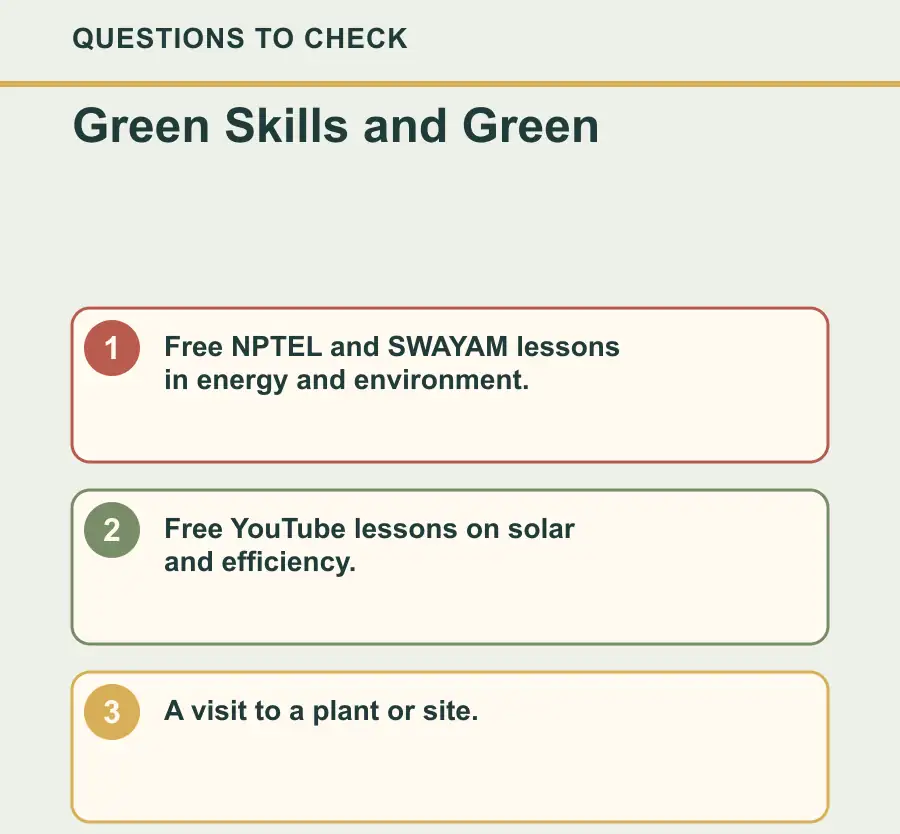 QUESTIONS TO CHECK
Green Skills and Green
1
Free NPTEL and SWAYAM lessons
in energy and environment.
2
Free YouTube lessons on solar
and efficiency.
3
A visit to a plant or site.